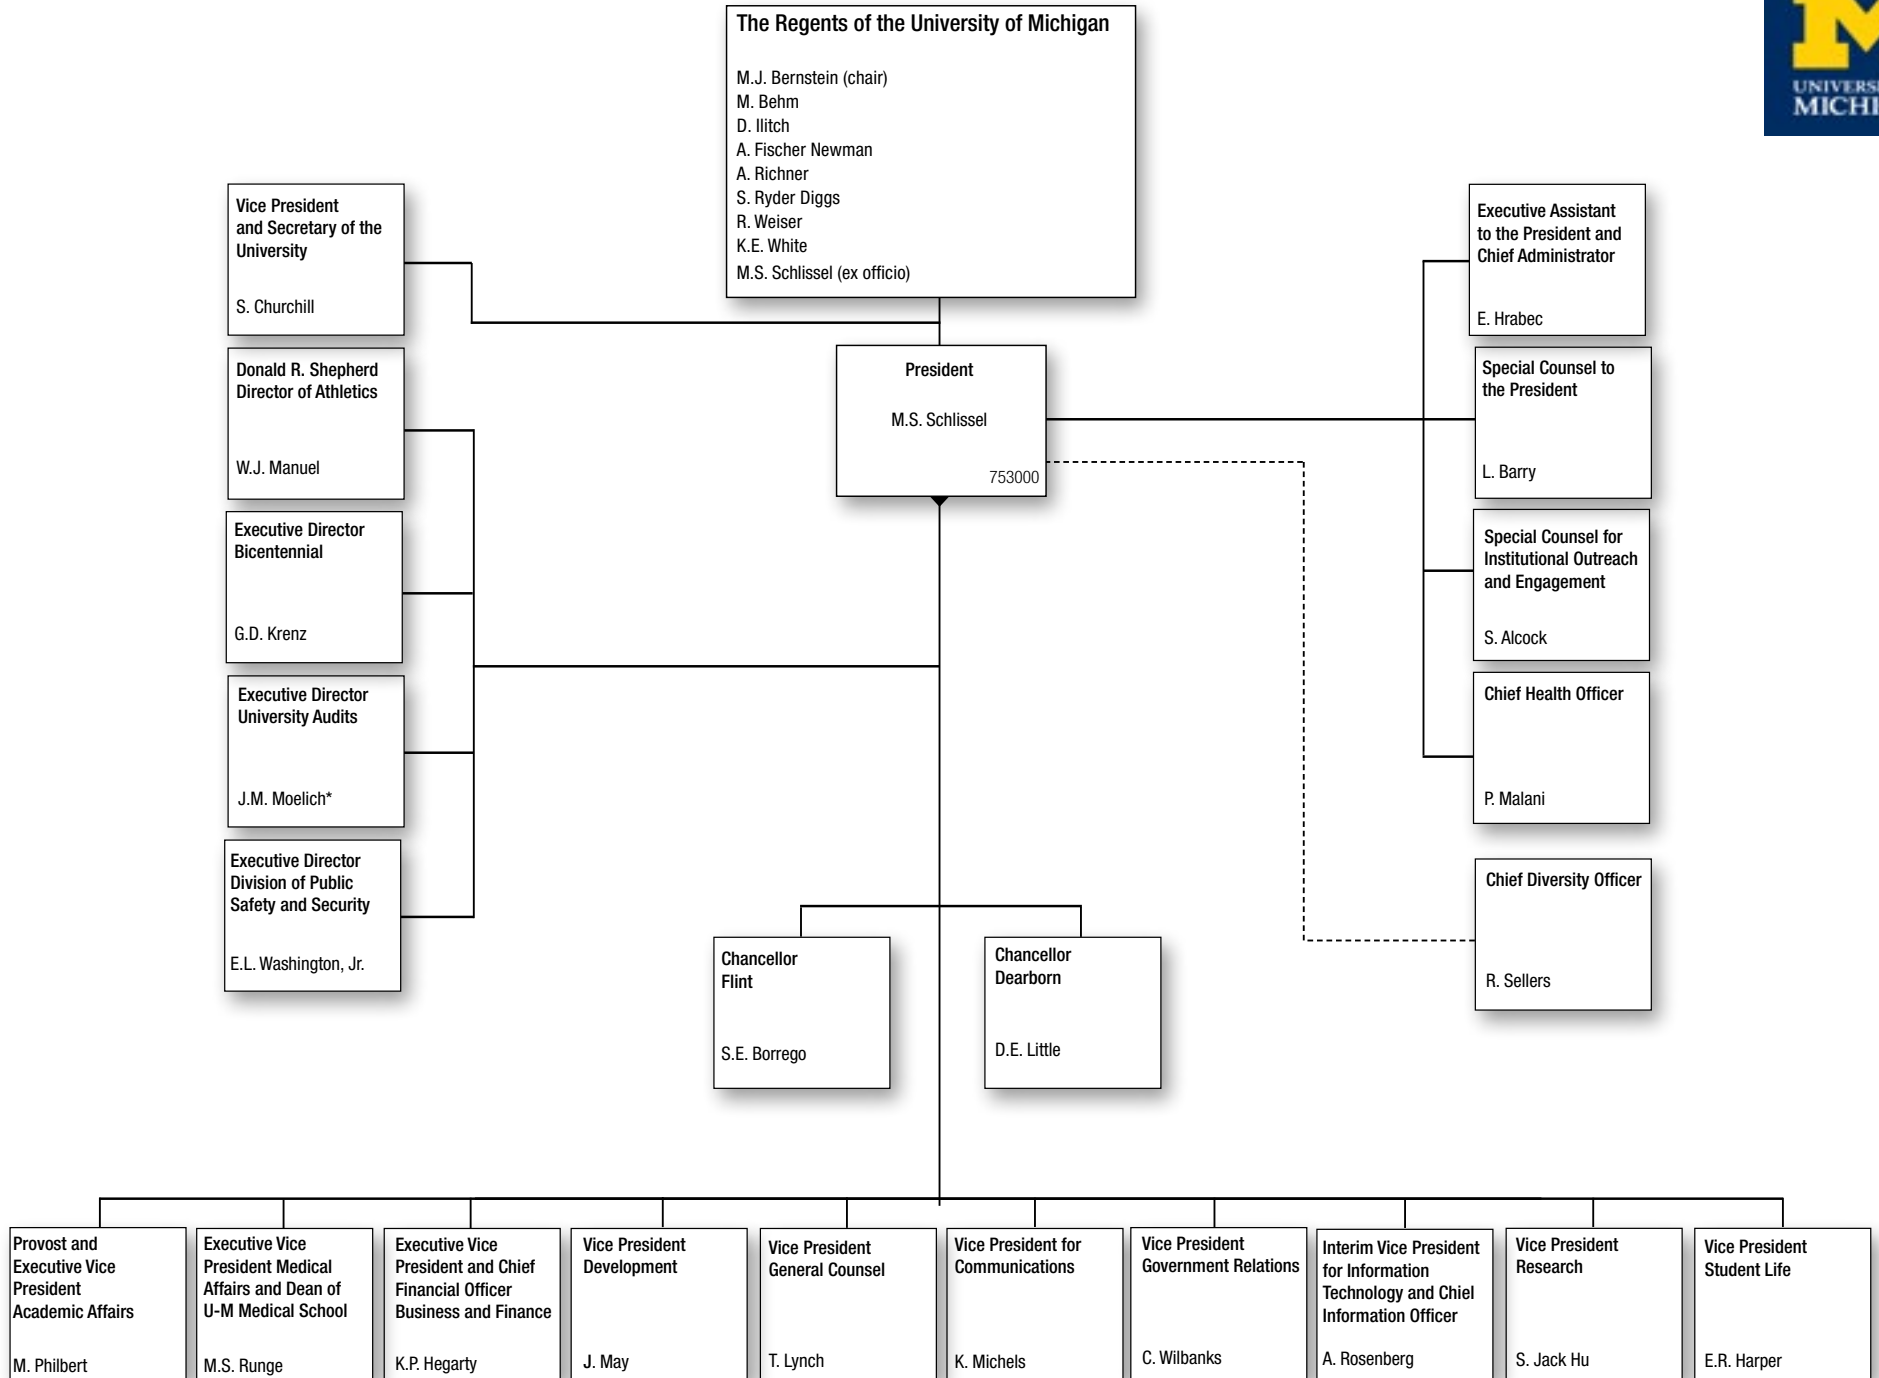 The Regents of the University of Michigan
M.J. Bernstein (chair)
M. Behm
D. Ilitch
A. Fischer Newman
A. Richner
S. Ryder Diggs
R. Weiser
K.E. White
M.S. Schlissel (ex officio)
UNIVERS
MICHI
Vice President
and Secretary of the
University
S. Churchill
Executive Assistant
to the President and
Chief Administrator
E. Hrabec
Donald R. Shepherd
Director of Athletics
W.J. Manuel
President
M.S. Schlissel
753000
Special Counsel to
the President
L. Barry
Executive Director
Bicentennial
G.D. Krenz
Special Counsel for
Institutional Outreach
and Engagement
S. Alcock
Executive Director
University Audits
J.M. Moelich*
Chief Health Officer
P. Malani
Executive Director
Division of Public
Safety and Security
E.L. Washington, Jr.
Chief Diversity Officer
R. Sellers
Chancellor
Flint
S.E. Borrego
Chancellor
Dearborn
D.E. Little
Provost and
Executive Vice
President
Academic Affairs
M. Philbert
Executive Vice
President Medical
Affairs and Dean of
U-M Medical School
M.S. Runge
Executive Vice
President and Chief
Financial Officer
Business and Finance
K.P. Hegarty
Vice President
Development
J. May
Vice President
General Counsel
T. Lynch
Vice President for
Communications
K. Michels
Vice President
Government Relations
C. Wilbanks
Interim Vice President
for Information
Technology and Chiel
Information Officer
A. Rosenberg
Vice President
Research
S. Jack Hu
Vice President
Student Life
E.R. Harper